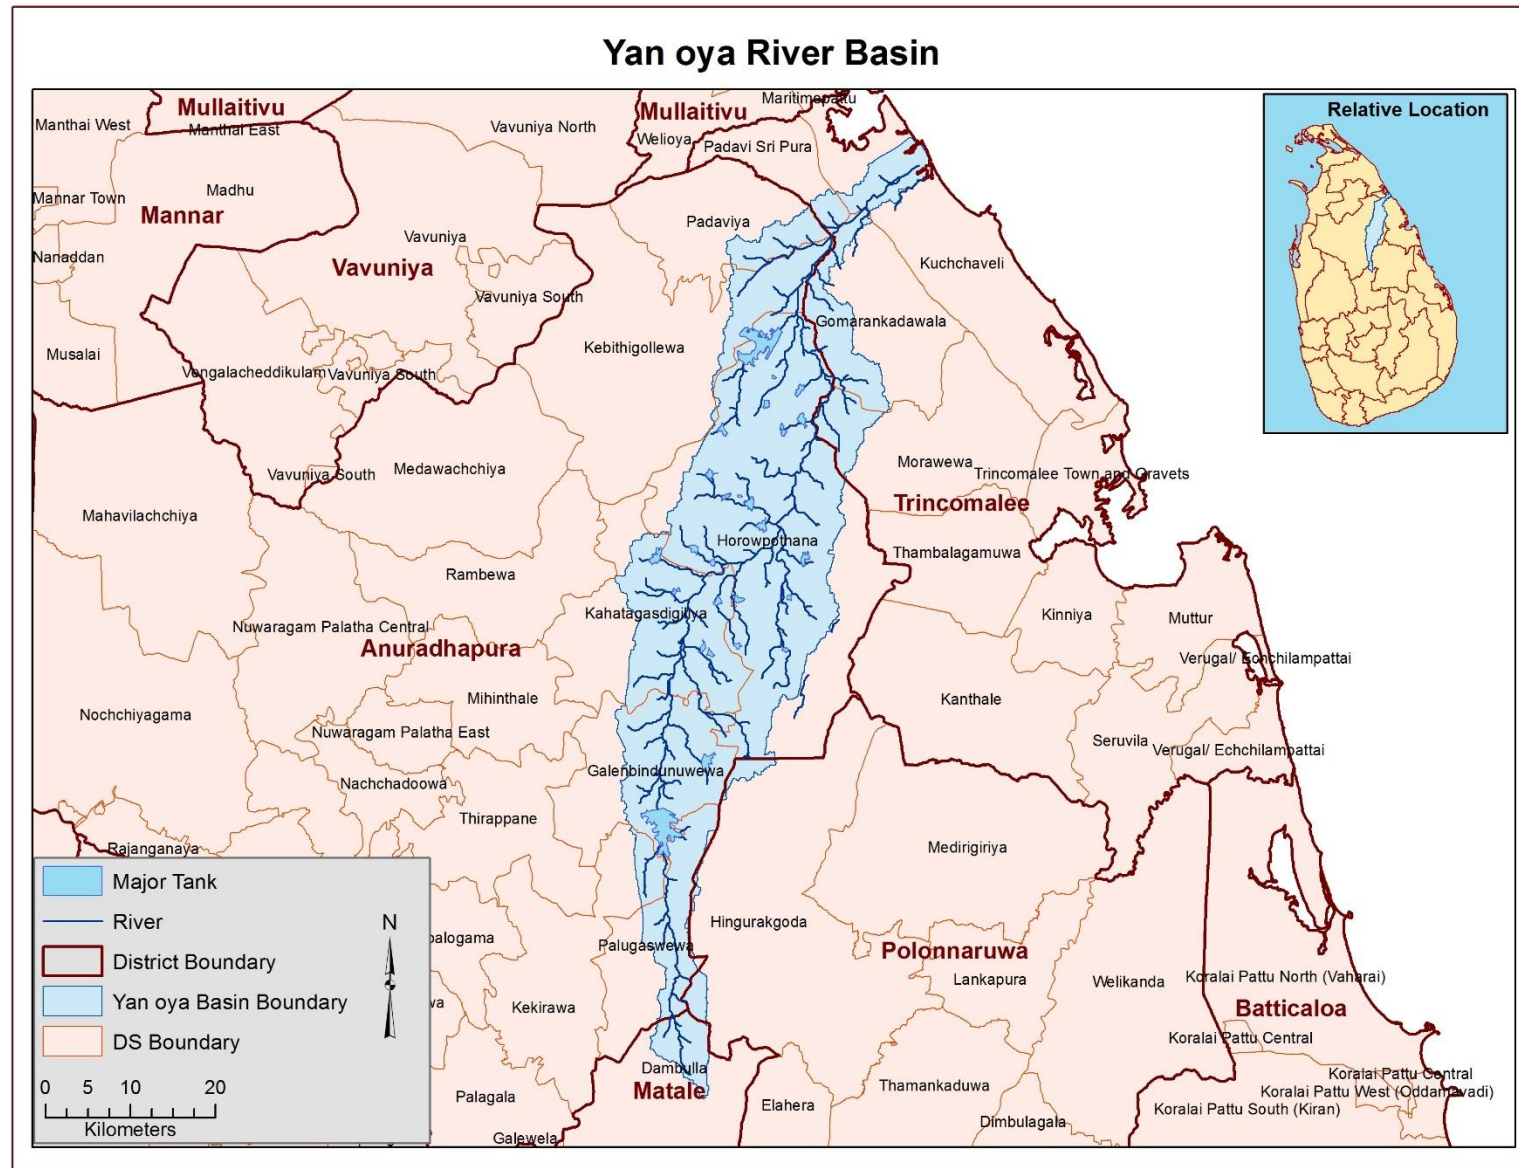 Yan oya River Basin
Mullaitivu
Mullaitivu
Maritimepattu
Relative Location
Manthai West
Manthai East
Vavuniya North
Welioya
Padavi Sri Pura
Mannar Town
Madhu
Mannar
Padaviya
Nanaddan
Vavuniya
Vavuniya
Kuchchaveli
Vavuniya South
Gomarankadawala
Musalai
Kebithigollewa
Vengalacheddikulam
Vavuniya South
Vavuniya South
Medawachchiya
Morawewa
Trincomalee Town and Gravets
Trincomalee
Mahavilachchiya
Horowpothana
Thambalagamuwa
Rambewa
Kahatagasdigiliya
Kinniya
Muttur
Nuwaragam Palatha Central
Anuradhapura
Verugal/ Echchilampattai
Mihinthale
Kanthale
Nochchiyagama
Nuwaragam Palatha East
Seruvila
Verugal/ Echchilampattai
Galenbindunuwewa
Nachchadoowa
Thirappane
Rajanganaya
Medirigiriya
Major Tank
River
District Boundary
Yan oya Basin Boundary
DS Boundary
N
0 5 10 20
Kilometers
palogama
Palugaswewa
Hingurakgoda
Polonnaruwa
Lankapura
Welikanda
Koralai Pattu North (Vaharai)
Batticaloa
wa
Kekirawa
Koralai Pattu Central
Dambulla
Matale
Koralai Pattu Central
Thamankaduwa
Koralai Pattu West (Oddamavadi)
Palagala
Elahera
Koralai Pattu South (Kiran)
Dimbulagala
Galewela